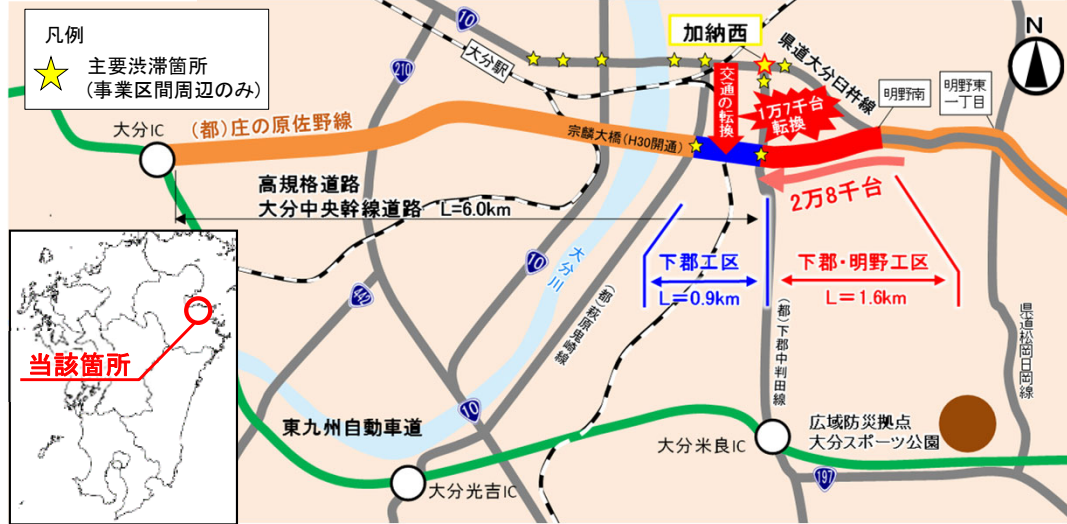 凡例
主要渋滞箇所
(事業区間周辺のみ)
10
210
大分駅
加納西
県道大分臼杵線
N
交通の転換
1万7千台
転換
明野南
明野東
一丁目
大分IC
(都)庄の原佐野線
宗麟大橋(H30開通)
2万8千台
高規格道路
大分中央幹線道路 L=6.0km
大分川
10
下郡工区
L=0.9km
下郡・明野工区
L=1.6km
442
(都)萩原鬼崎線
(都)下郡中判田線
県道松岡日岡線
当該箇所
10
東九州自動車道
大分米良IC
広域防災拠点
大分スポーツ公園
197
大分光吉IC